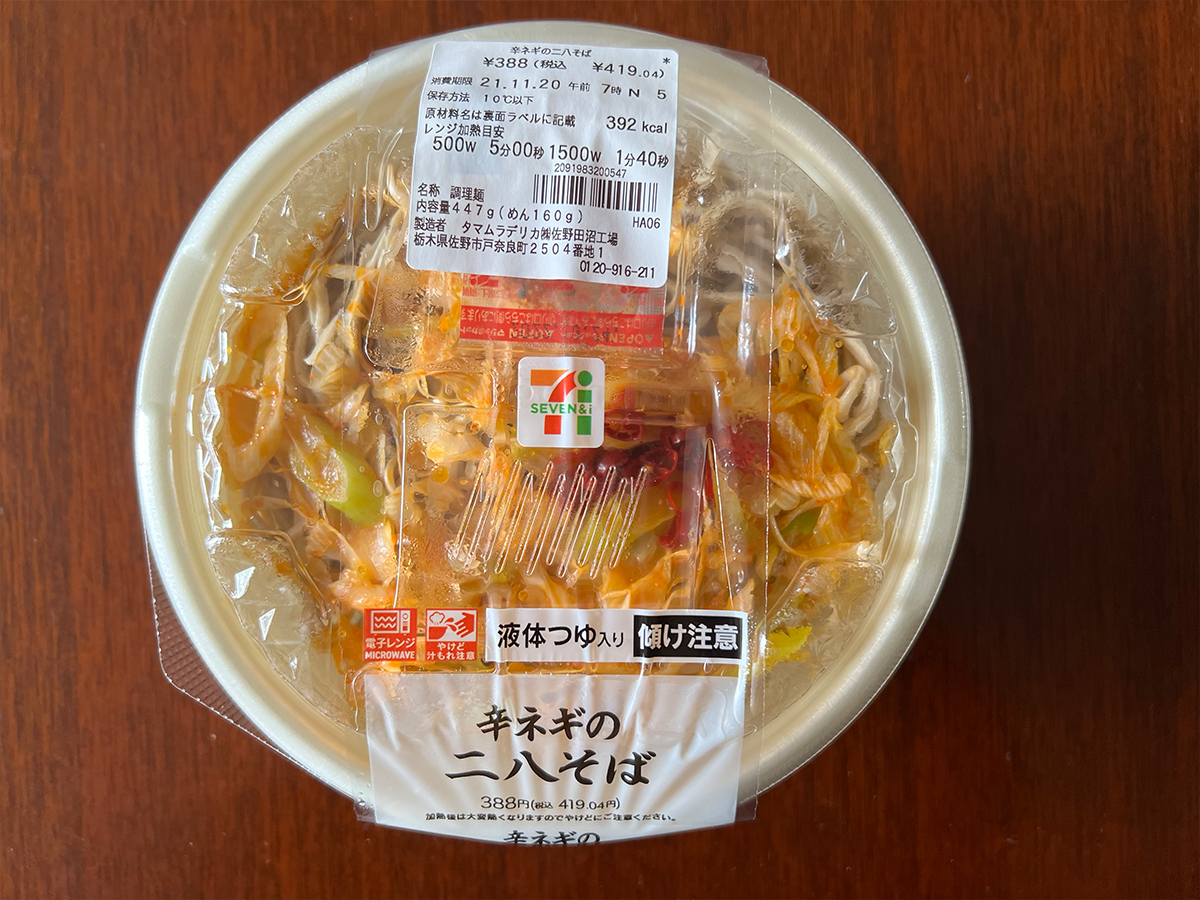 辛ネギの二八そば
¥388(税込 ¥419.04) *
消費期限 21.11.20 午前 7時 N 5
保存方法 10℃以下
原材料名は裏面ラベルに記載 392 kcal
レンジ加熱目安
500W 5分00秒 1500W 1分40秒
2091983200547
名称 調理麺
内容量447g(めん160g) HA06
製造者 タマムラデリカ㈱佐野田沼工場
栃木県佐野市戸奈良町2504番地1
0120-916-211
▲OPEN
SEVEN&i
電子レンジ
MICROWAVE
やけど
汁もれ注意
液体つゆ入り 傾け注意
辛ネギの
二八そば
388円(税込 419.04円)
加熱後は大変熱くなりますのでやけどにご注意ください。
辛ネギの